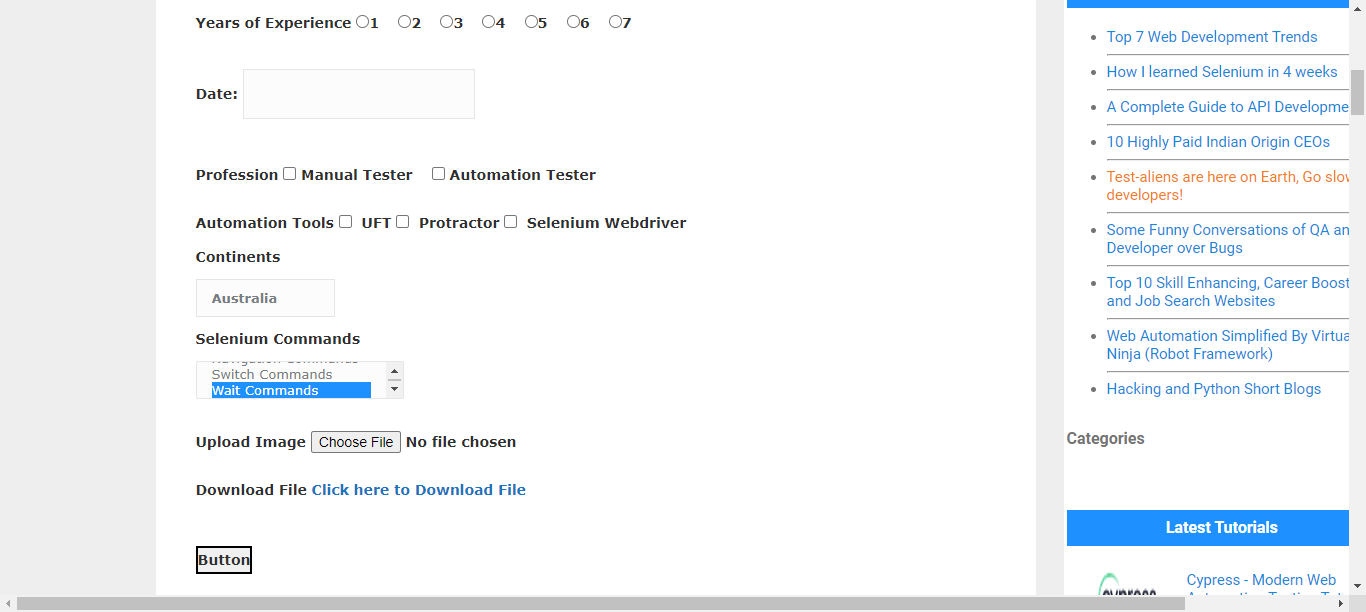 Years of Experience 1 2 3 4 5 6 7
Date:
Profession Manual Tester Automation Tester
Automation Tools UFT Protractor Selenium Webdriver
Continents
Australia
Selenium Commands
Navigation Commands
Switch Commands
Wait Commands
Upload Image Choose File No file chosen
Download File Click here to Download File
Button
Top 7 Web Development Trends
How I learned Selenium in 4 weeks
A Complete Guide to API Developme
10 Highly Paid Indian Origin CEOs
Test-aliens are here on Earth, Go slow
developers!
Some Funny Conversations of QA an
Developer over Bugs
Top 10 Skill Enhancing, Career Boost
and Job Search Websites
Web Automation Simplified By Virtua
Ninja (Robot Framework)
Hacking and Python Short Blogs
Categories
Latest Tutorials
Cypress - Modern Web
cypress